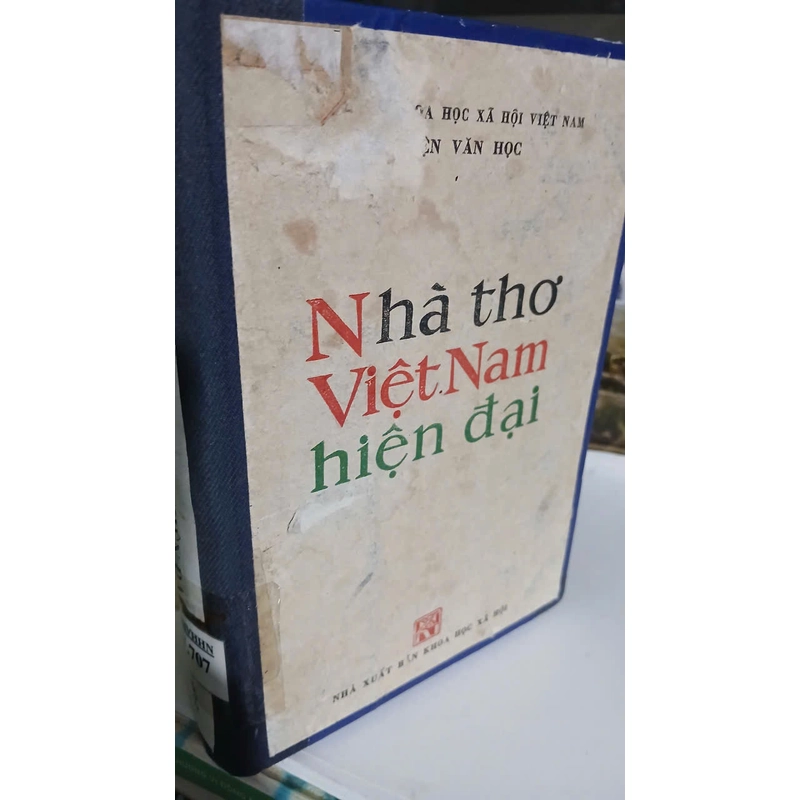 HỌC XÃ HỘI VIỆT NAM
VĂN HỌC
Nhà thơ
Việt Nam
hiện đại
NHÀ XUẤT BẢN KHOA HỌC XÃ HỘI
707